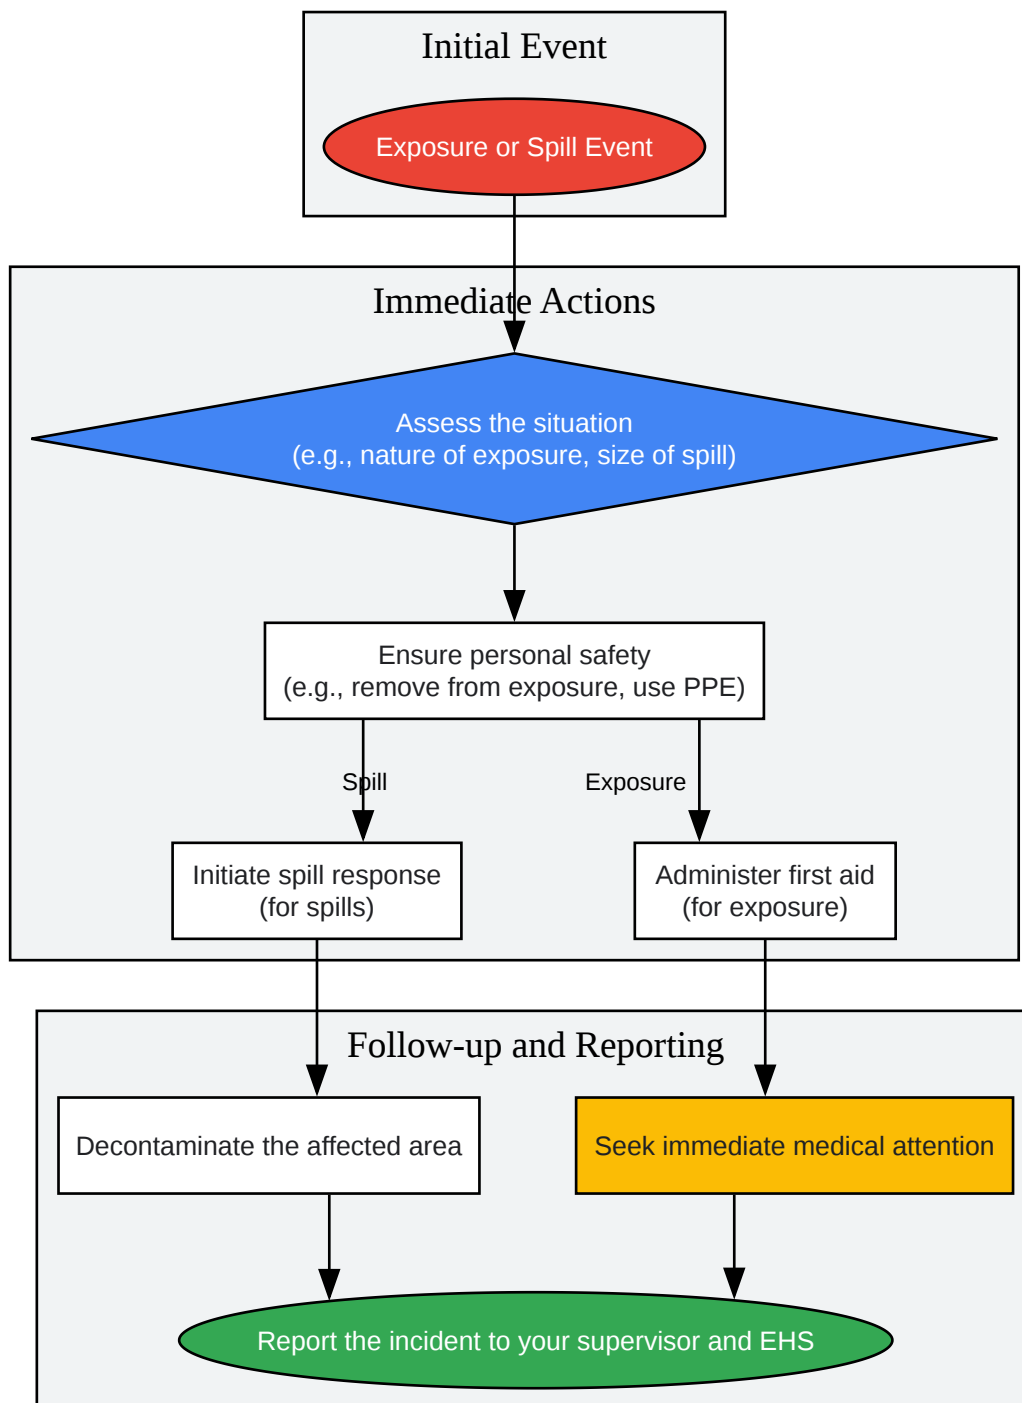 Initial Event
Exposure or Spill Event
Immediate Actions
Assess the situation
(e.g., nature of exposure, size of spill)
Ensure personal safety
(e.g., remove from exposure, use PPE)
Spill
Exposure
Initiate spill response
(for spills)
Administer first aid
(for exposure)
Follow-up and Reporting
Decontaminate the affected area
Seek immediate medical attention
Report the incident to your supervisor and EHS